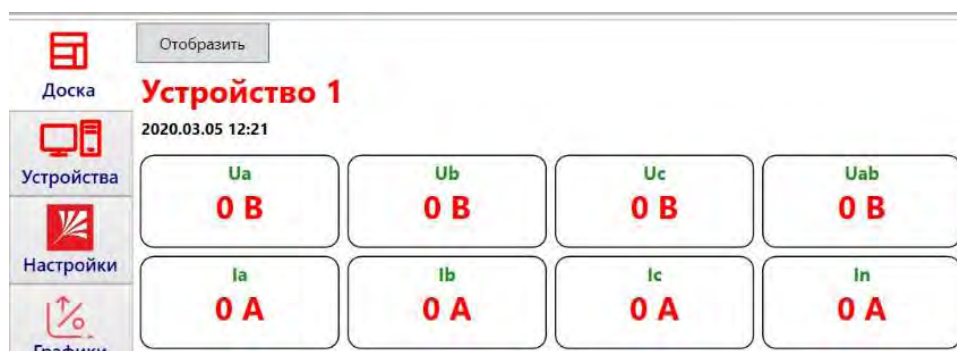 Отобразить
Доска
Устройство 1
2020.03.05 12:21
Устройства
Ua Ub Uc Uab
0 В 0 В 0 В 0 В
Настройки
Ia Ib Ic In
0 А 0 А 0 А 0 А
Графики